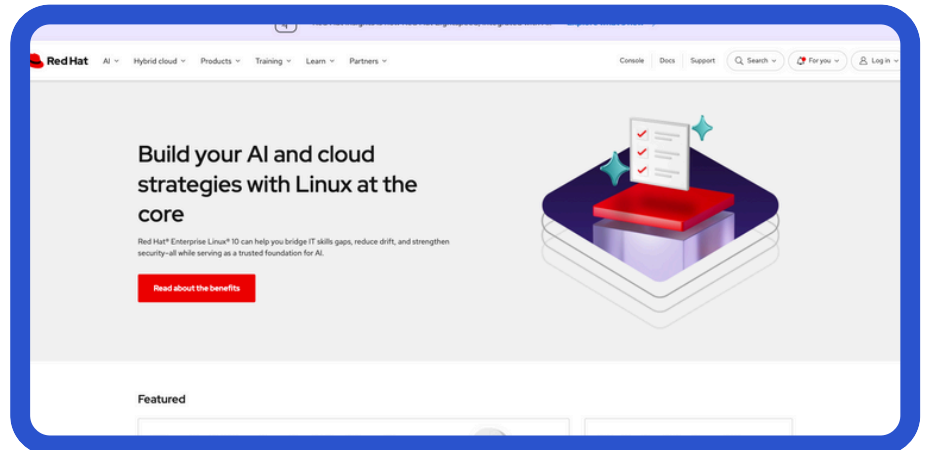 Red Hat
AI
Hybrid cloud
Products
Training
Learn
Partners
Console
Docs
Support
Search
For you
Log in
Build your AI and cloud
strategies with Linux at the
core
Red Hat® Enterprise Linux® 10 can help you bridge IT skills gaps, reduce drift, and strengthen
security–all while serving as a trusted foundation for AI.
Read about the benefits
Featured